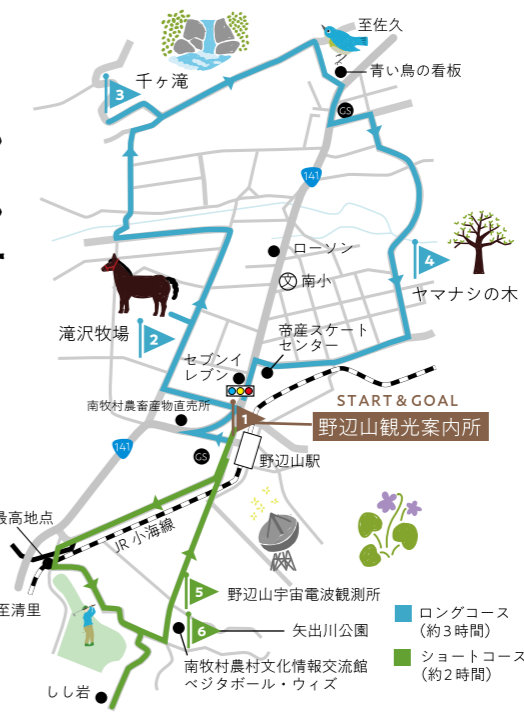 至佐久
青い鳥の看板
千ヶ滝
3
GS
141
4
ローソン
文 南小
ヤマナシの木
滝沢牧場
2
帝産スケート
センター
セブンイ
レブン
START & GOAL
南牧村農畜産物直売所
1
野辺山観光案内所
141
GS
野辺山駅
最高地点
JR 小海線
5
野辺山宇宙電波観測所
至清里
6
矢出川公園
ロングコース
(約3時間)
南牧村農村文化情報交流館
ベジタボール・ウィズ
ショートコース
(約2時間)
しし岩